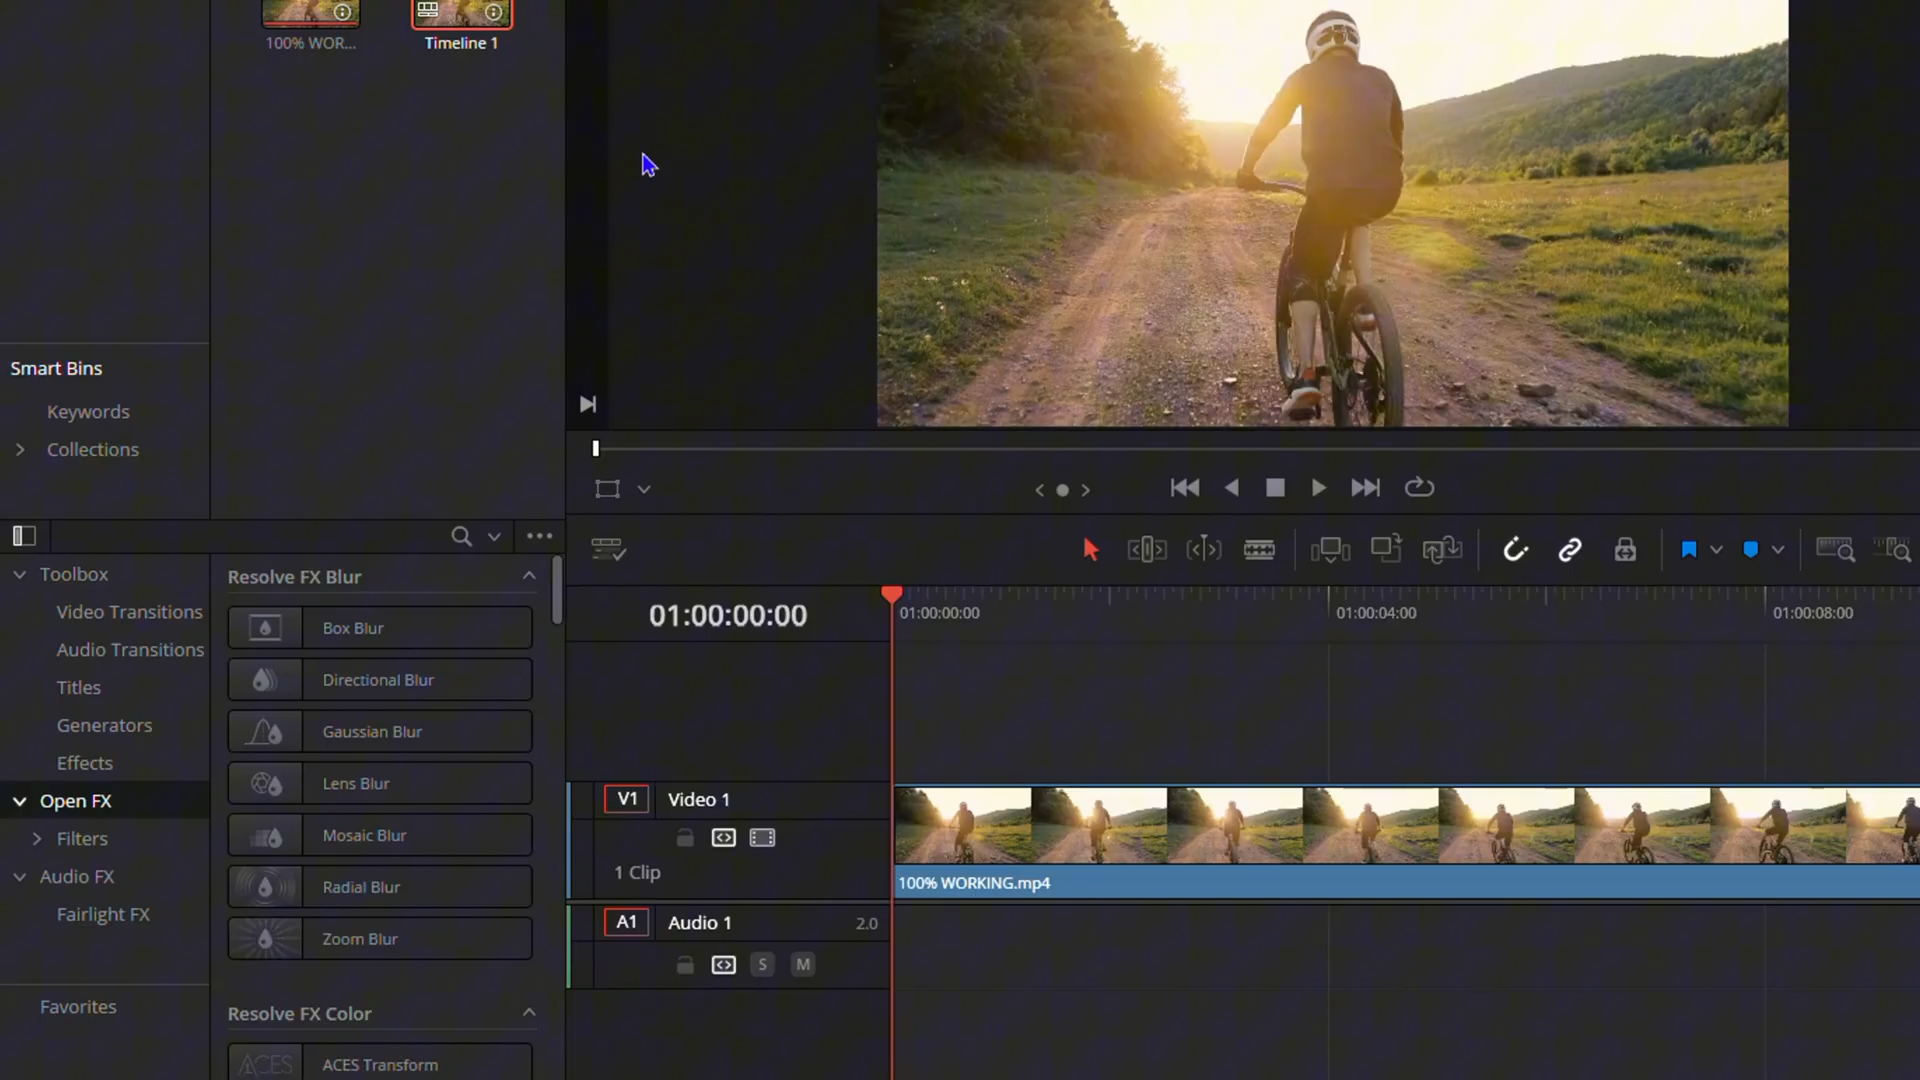 100% WOR...
Timeline 1
Smart Bins
Keywords
Collections
Toolbox
Video Transitions
Audio Transitions
Titles
Generators
Effects
Open FX
Filters
Audio FX
Fairlight FX
Favorites
Resolve FX Blur
Box Blur
Directional Blur
Gaussian Blur
Lens Blur
Mosaic Blur
Radial Blur
Zoom Blur
Resolve FX Color
ACES
ACES Transform
01:00:00:00
01:00:00:00
01:00:04:00
01:00:08:00
V1
Video 1
1 Clip
100% WORKING.mp4
A1
Audio 1
2.0
S
M